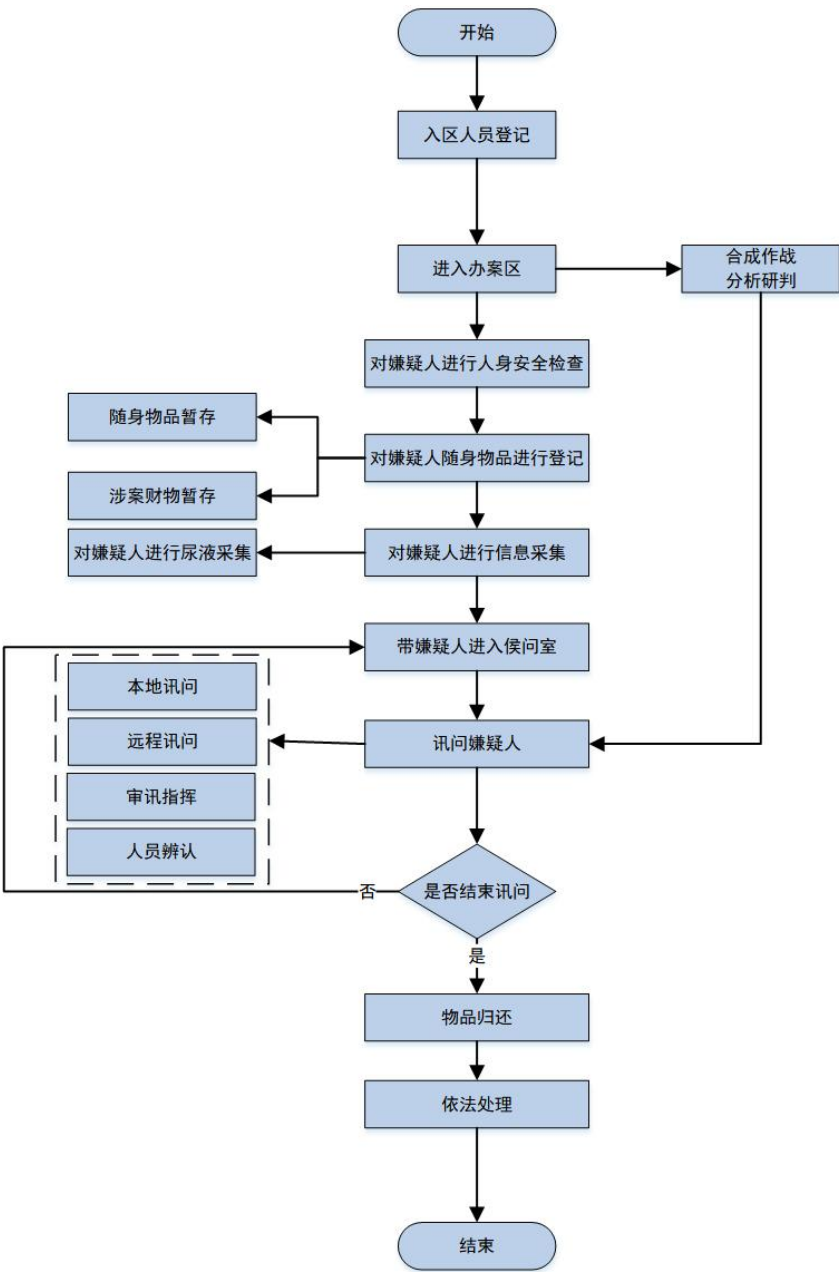 开始
入区人员登记
进入办案区
合成作战
分析研判
对嫌疑人进行人身安全检查
随身物品暂存
对嫌疑人随身物品进行登记
涉案财物暂存
对嫌疑人进行尿液采集
对嫌疑人进行信息采集
带嫌疑人进入侯问室
本地讯问
远程讯问
讯问嫌疑人
审讯指挥
人员辨认
否
是否结束讯问
是
物品归还
依法处理
结束